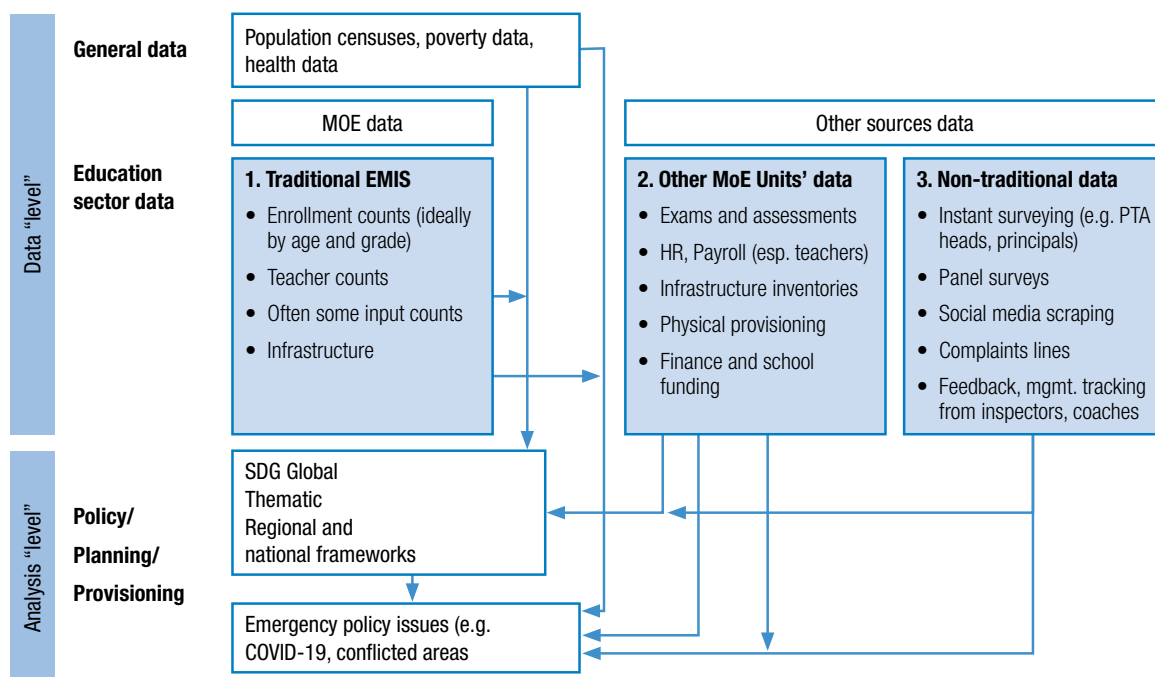 Data “level”
General data
Population censuses, poverty data,
health data
MOE data
Other sources data
Education
sector data
1. Traditional EMIS
• Enrollment counts (ideally
by age and grade)
• Teacher counts
• Often some input counts
• Infrastructure
2. Other MoE Units’ data
• Exams and assessments
• HR, Payroll (esp. teachers)
• Infrastructure inventories
• Physical provisioning
• Finance and school
funding
3. Non-traditional data
• Instant surveying (e.g. PTA
heads, principals)
• Panel surveys
• Social media scraping
• Complaints lines
• Feedback, mgmt. tracking
from inspectors, coaches
Analysis “level”
Policy/
Planning/
Provisioning
SDG Global
Thematic
Regional and
national frameworks
Emergency policy issues (e.g.
COVID-19, conflicted areas